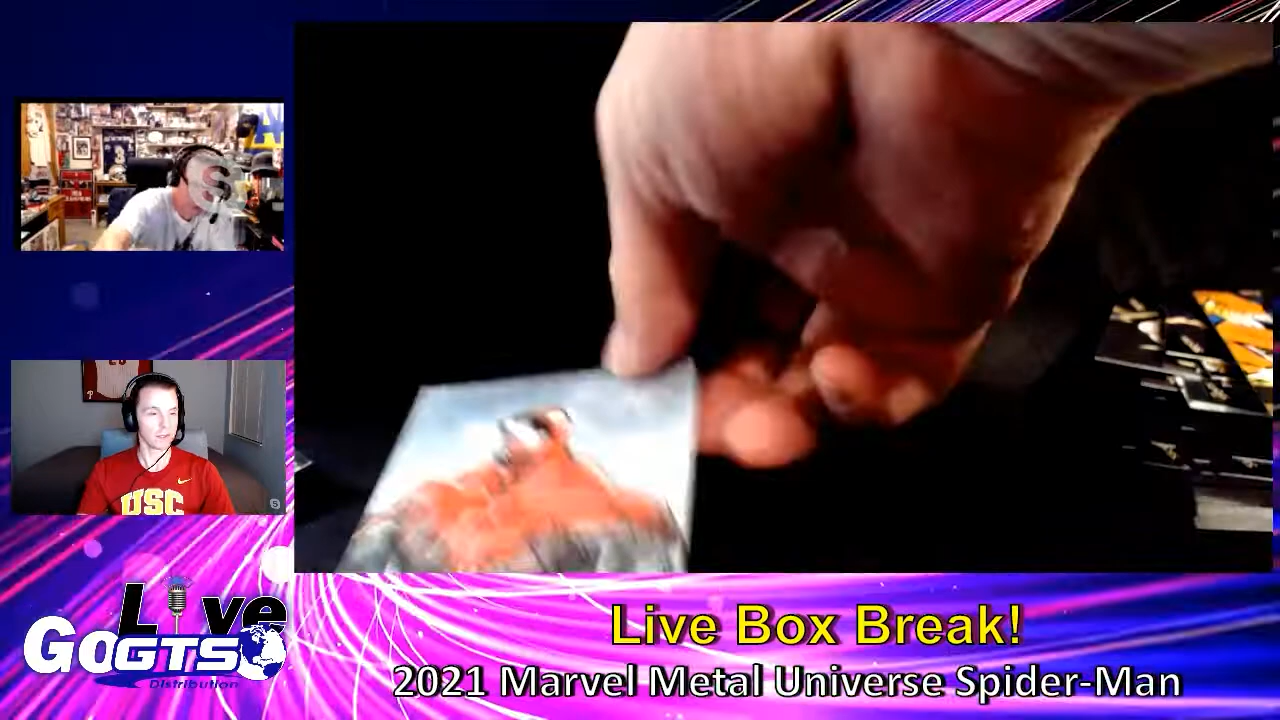 USC
Live
GOGTS
Distribution
Live Box Break!
2021 Marvel Metal Universe Spider-Man